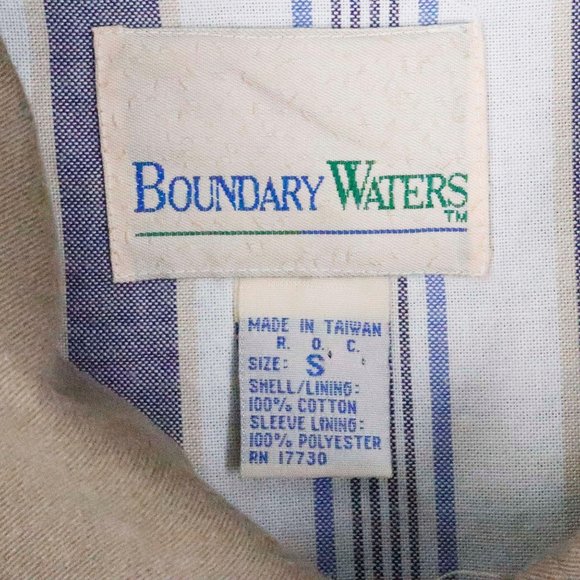 BOUNDARY WATERS
TM
MADE IN TAIWAN
R. O. C.
SIZE: S
SHELL/LINING:
100% COTTON
SLEEVE LINING:
100% POLYESTER
RN 17730